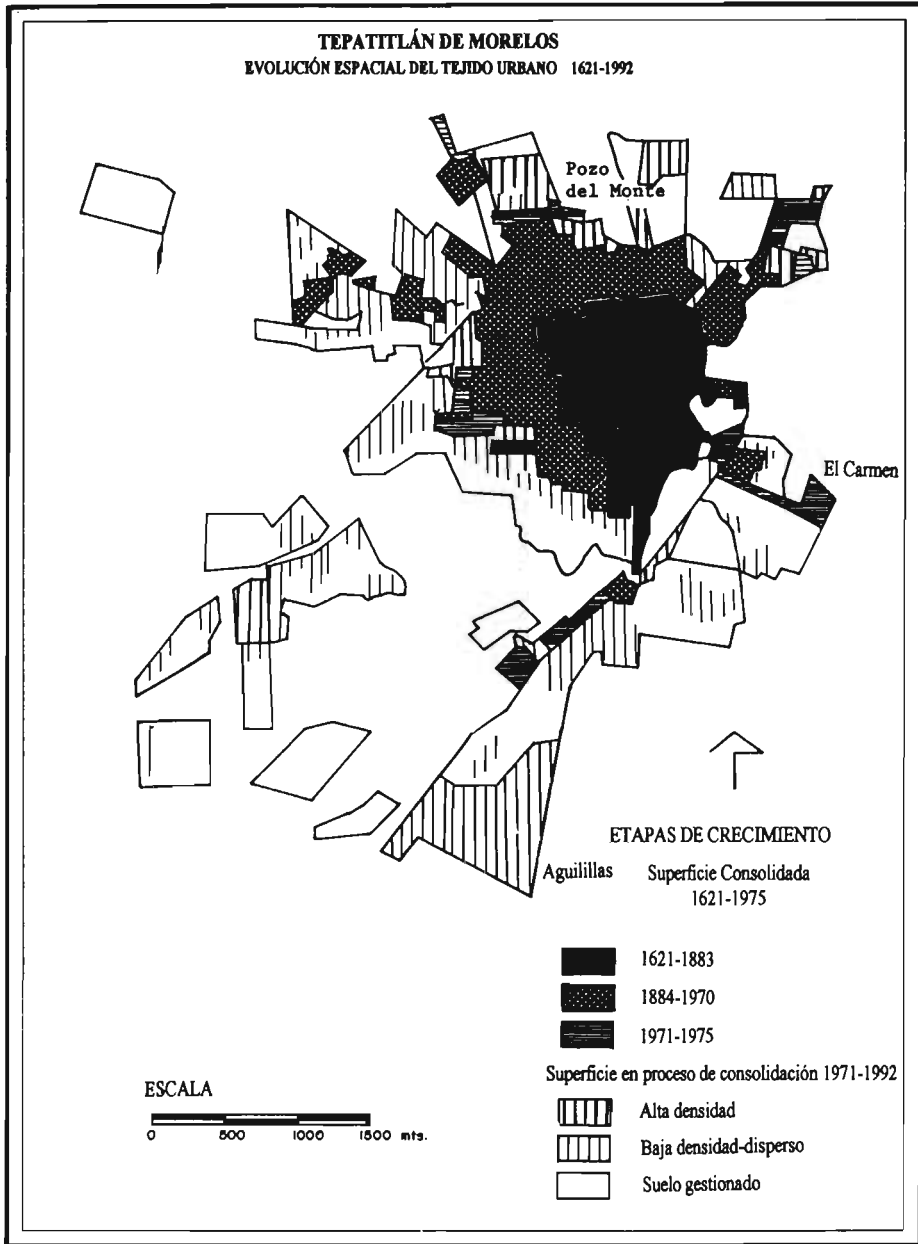 TEPATITLÁN DE MORELOS
EVOLUCIÓN ESPACIAL DEL TEJIDO URBANO 1621-1992
Pozo
del Monte
El Carmen
Aguilillas
ETAPAS DE CRECIMIENTO
Superficie Consolidada
1621-1975
1621-1883
1884-1970
1971-1975
Superficie en proceso de consolidación 1971-1992
Alta densidad
Baja densidad-disperso
Suelo gestionado
ESCALA
0 500 1000 1500 mts.